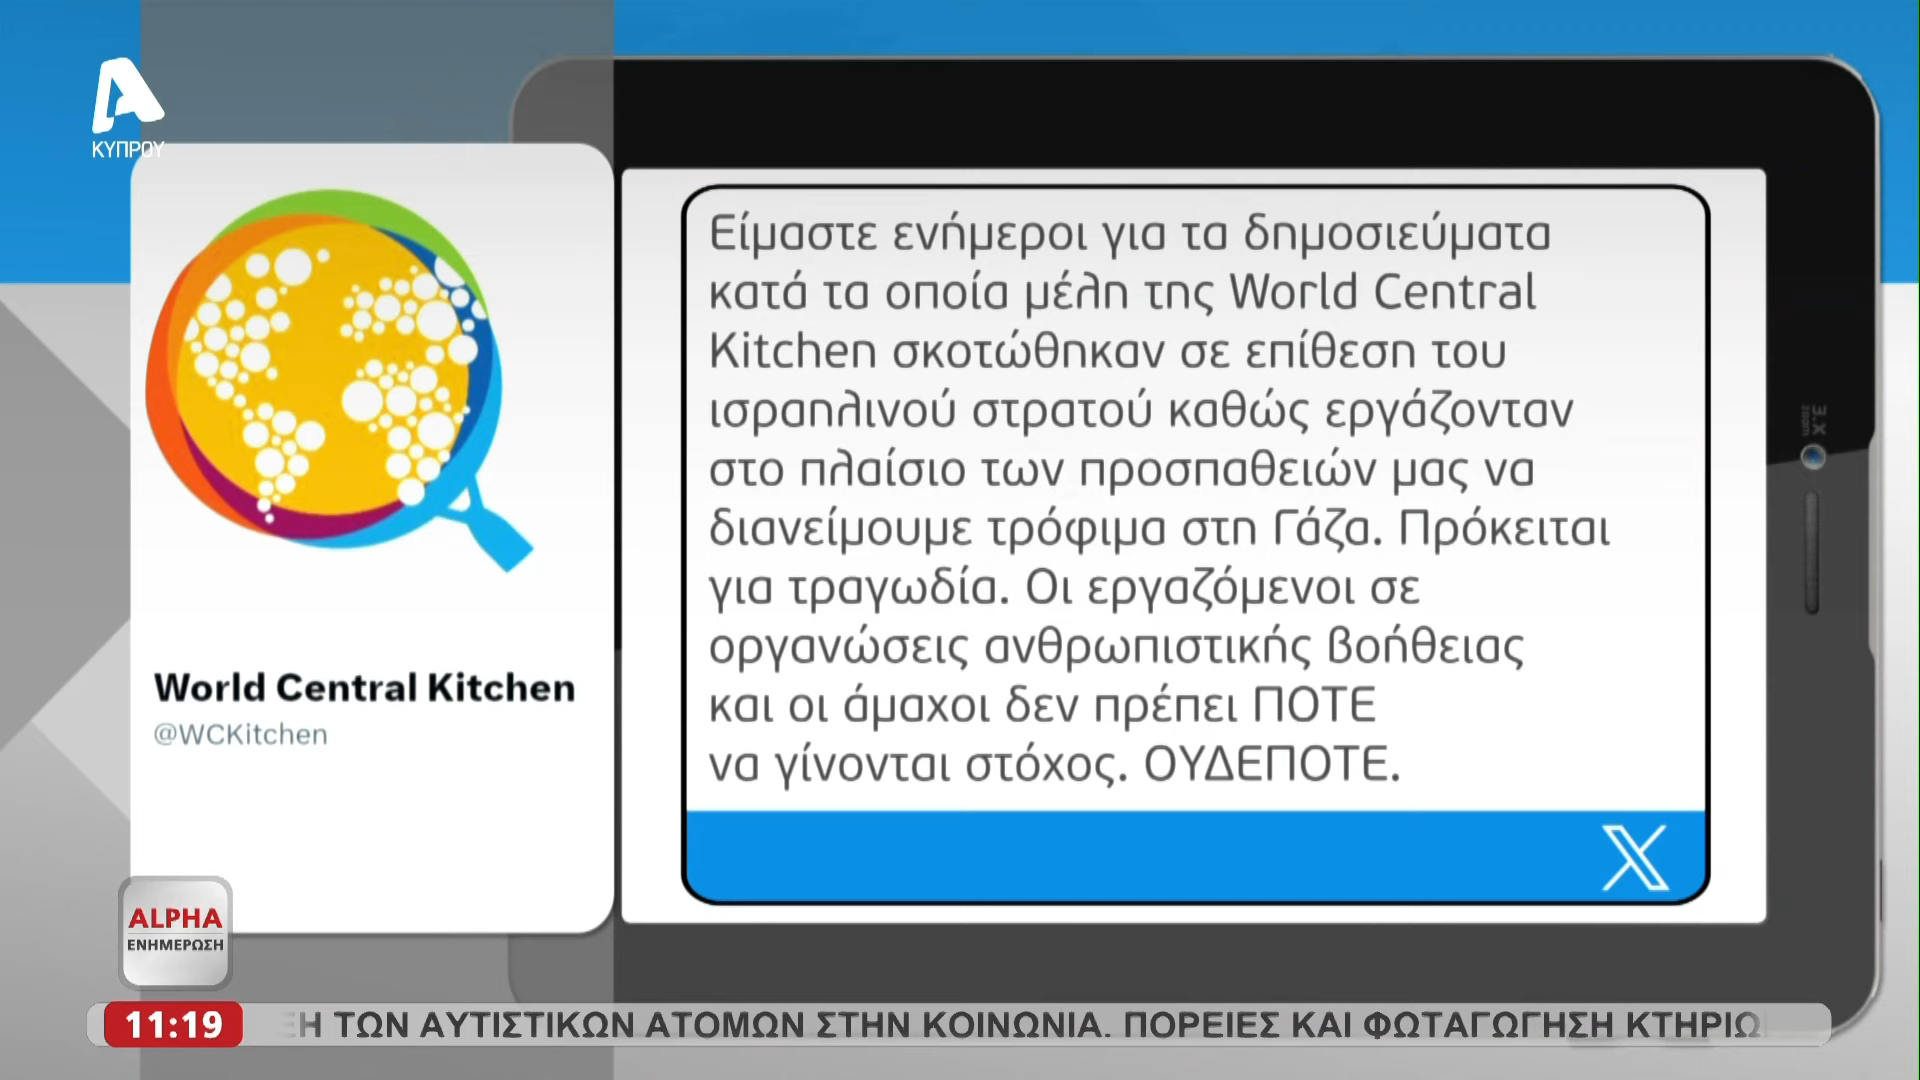 ΚΥΠΡΟΥ
World Central Kitchen
@WCKitchen
Είμαστε ενήμεροι για τα δημοσιεύματα
κατά τα οποία μέλη της World Central
Kitchen σκοτώθηκαν σε επίθεση του
ισραηλινού στρατού καθώς εργάζονταν
στο πλαίσιο των προσπαθειών μας να
διανείμουμε τρόφιμα στη Γάζα. Πρόκειται
για τραγωδία. Οι εργαζόμενοι σε
οργανώσεις ανθρωπιστικής βοήθειας
και οι άμαχοι δεν πρέπει ΠΟΤΕ
να γίνονται στόχος. ΟΥΔΕΠΟΤΕ.
ALPHA
ΕΝΗΜΕΡΩΣΗ
11:19
ΤΩΝ ΑΥΤΙΣΤΙΚΩΝ ΑΤΟΜΩΝ ΣΤΗΝ ΚΟΙΝΩΝΙΑ. ΠΟΡΕΙΕΣ ΚΑΙ ΦΩΤΑΓΩΓΗΣΗ ΚΤΗΡΙΩ